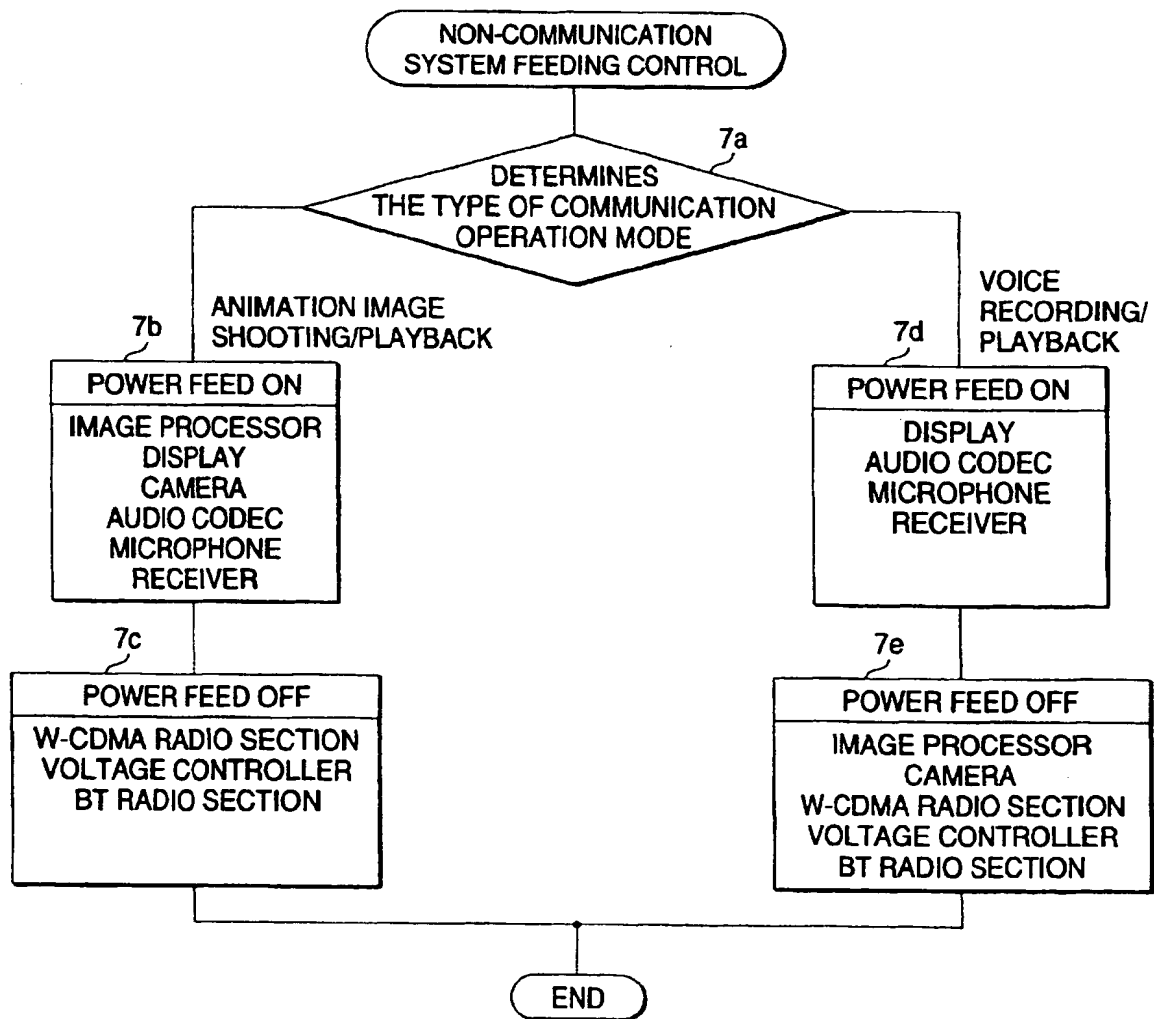 NON-COMMUNICATION
SYSTEM FEEDING CONTROL
7a
DETERMINES
THE TYPE OF COMMUNICATION
OPERATION MODE
ANIMATION IMAGE
SHOOTING/PLAYBACK
7b
POWER FEED ON
IMAGE PROCESSOR
DISPLAY
CAMERA
AUDIO CODEC
MICROPHONE
RECEIVER
7c
POWER FEED OFF
W-CDMA RADIO SECTION
VOLTAGE CONTROLLER
BT RADIO SECTION
VOICE
RECORDING/
PLAYBACK
7d
POWER FEED ON
DISPLAY
AUDIO CODEC
MICROPHONE
RECEIVER
7e
POWER FEED OFF
IMAGE PROCESSOR
CAMERA
W-CDMA RADIO SECTION
VOLTAGE CONTROLLER
BT RADIO SECTION
END